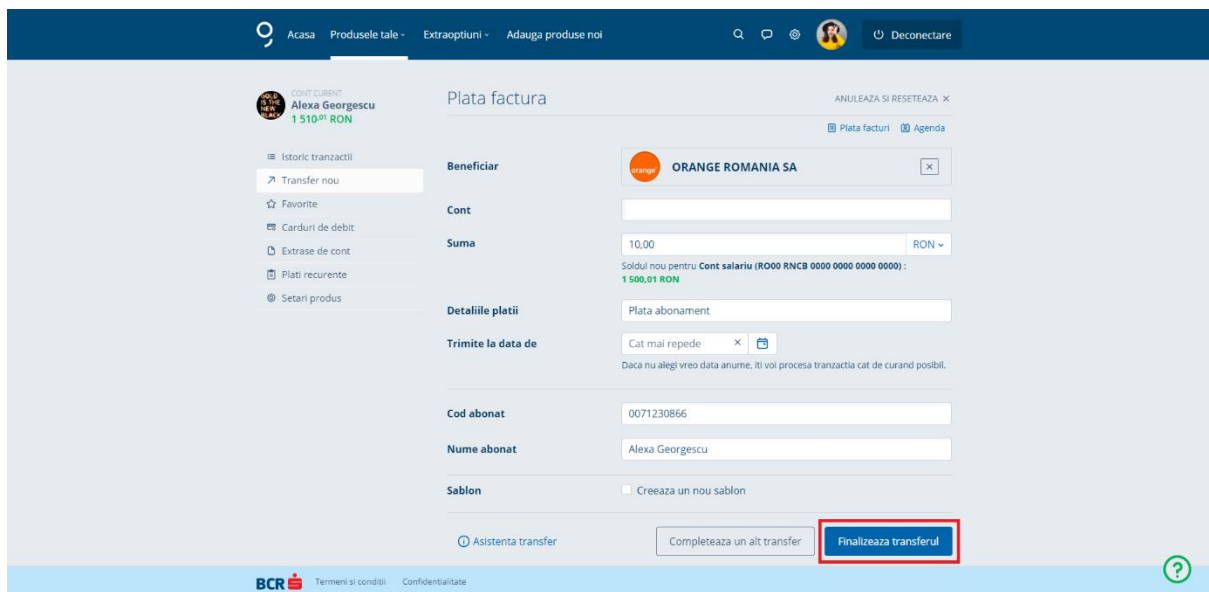 Acasa Produsele tale Extraoptiuni Adauga produse noi Deconectare
GOLD IS THE NEW BLACK
CONT CURENT
Alexa Georgescu
1 510,01 RON
Istoric tranzactii
Transfer nou
Favorite
Carduri de debit
Extrase de cont
Plati recurente
Setari produs
Plata factura ANULEAZA SI RESETEAZA
Plata facturi Agenda
Beneficiar orange ORANGE ROMANIA SA
Cont
Suma 10,00 RON
Soldul nou pentru Cont salariu (RO00 RNCB 0000 0000 0000 0000) :
1 500,01 RON
Detaliile platii Plata abonament
Trimite la data de Cat mai repede
Daca nu alegi vreo data anume, iti voi procesa tranzactia cat de curand posibil.
Cod abonat 0071230866
Nume abonat Alexa Georgescu
Sablon Creeaza un nou sablon
Asistenta transfer Completeaza un alt transfer Finalizeaza transferul
BCR Termeni si conditii Confidentialitate